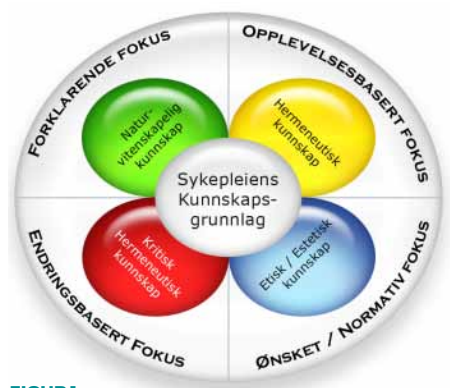 FORKLARENDE FOKUS
OPPLEVELSESBASERT FOKUS
Natur-
vitenskapelig
kunnskap
Hermeneutisk
kunnskap
Sykepleiens
Kunnskaps-
grunnlag
Kritisk
Hermeneutisk
kunnskap
Etisk / Estetisk
kunnskap
ENDRINGSBASERT FOKUS
ØNSKET / NORMATIV FOKUS